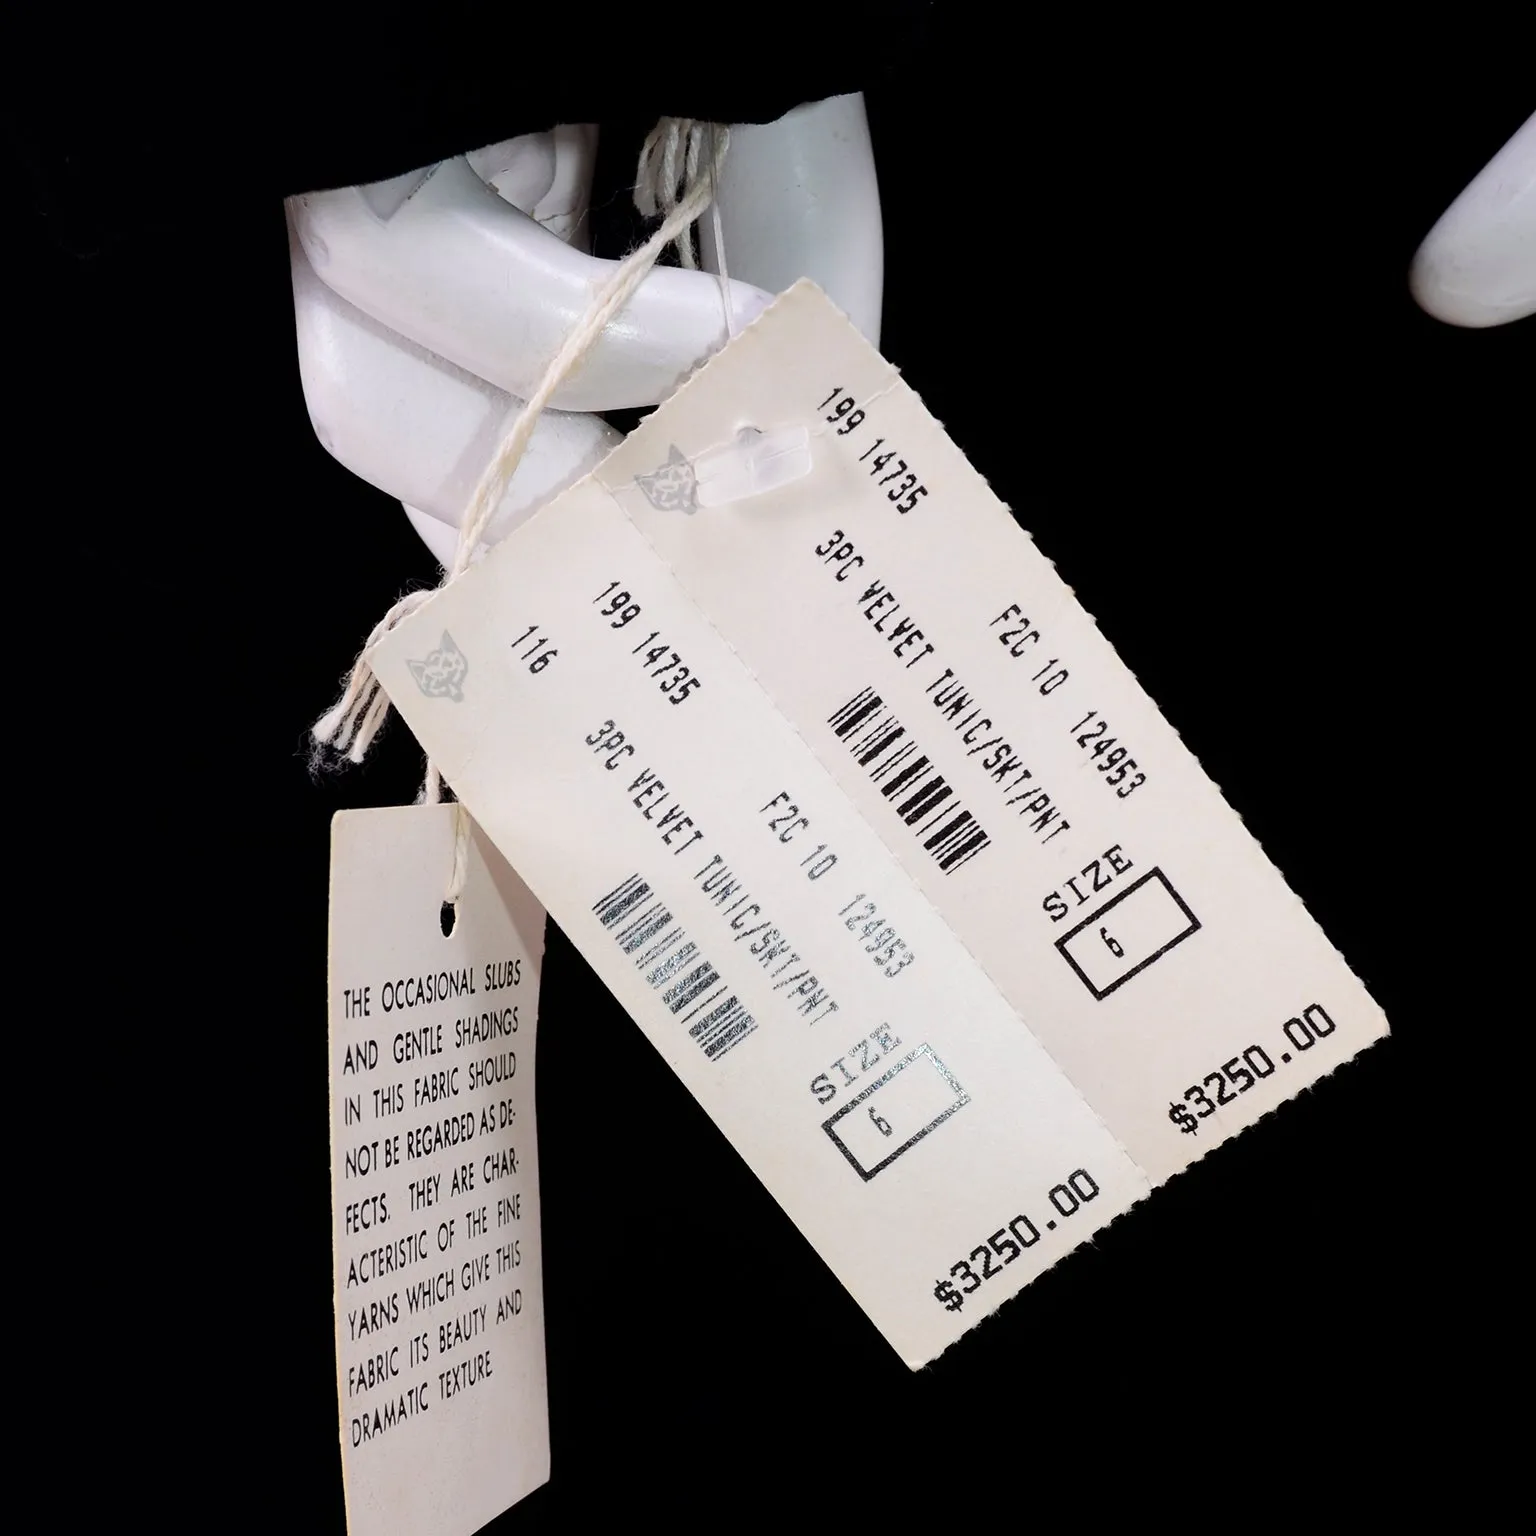 199 14735
3PC VELVET TUNIC/SKT/PNT
F2C 10 124953
SIZE
6
$3250.00
116
199 14735
3PC VELVET TUNIC/SKT/PNT
F2C 10 124953
SIZE
6
$3250.00
THE OCCASIONAL SLUBS
AND GENTLE SHADINGS
IN THIS FABRIC SHOULD
NOT BE REGARDED AS DE-
FECTS. THEY ARE CHAR-
ACTERISTIC OF THE FINE
YARNS WHICH GIVE THIS
FABRIC ITS BEAUTY AND
DRAMATIC TEXTURE